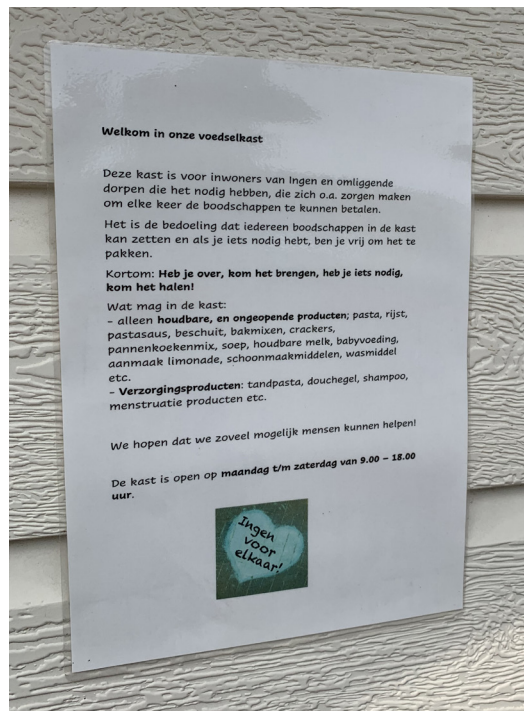 Welkom in onze voedselkast
Deze kast is voor inwoners van Ingen en omliggende
dorpen die het nodig hebben, die zich o.a. zorgen maken
om elke keer de boodschappen te kunnen betalen.
Het is de bedoeling dat iedereen boodschappen in de kast
kan zetten en als je iets nodig hebt, ben je vrij om het te
pakken.
Kortom: Heb je over, kom het brengen, heb je iets nodig,
kom het halen!
Wat mag in de kast:
- alleen houdbare, en ongeopende producten; pasta, rijst,
pastasaus, beschuit, bakmixen, crackers,
pannenkoekenmix, soep, houdbare melk, babyvoeding,
aanmaak limonade, schoonmaakmiddelen, wasmiddel
etc.
- Verzorgingsproducten: tandpasta, douchegel, shampoo,
menstruatie producten etc.
We hopen dat we zoveel mogelijk mensen kunnen helpen!
De kast is open op maandag t/m zaterdag van 9.00 – 18.00
uur.
Ingen
voor
elkaar!